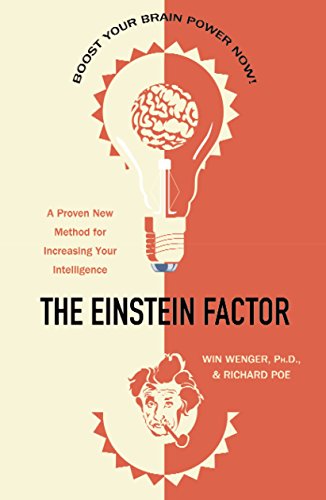 BOOST YOUR BRAIN POWER NOW!
A Proven New
Method for
Increasing Your
Intelligence
THE EINSTEIN FACTOR
WIN WENGER, PH.D.,
& RICHARD POE